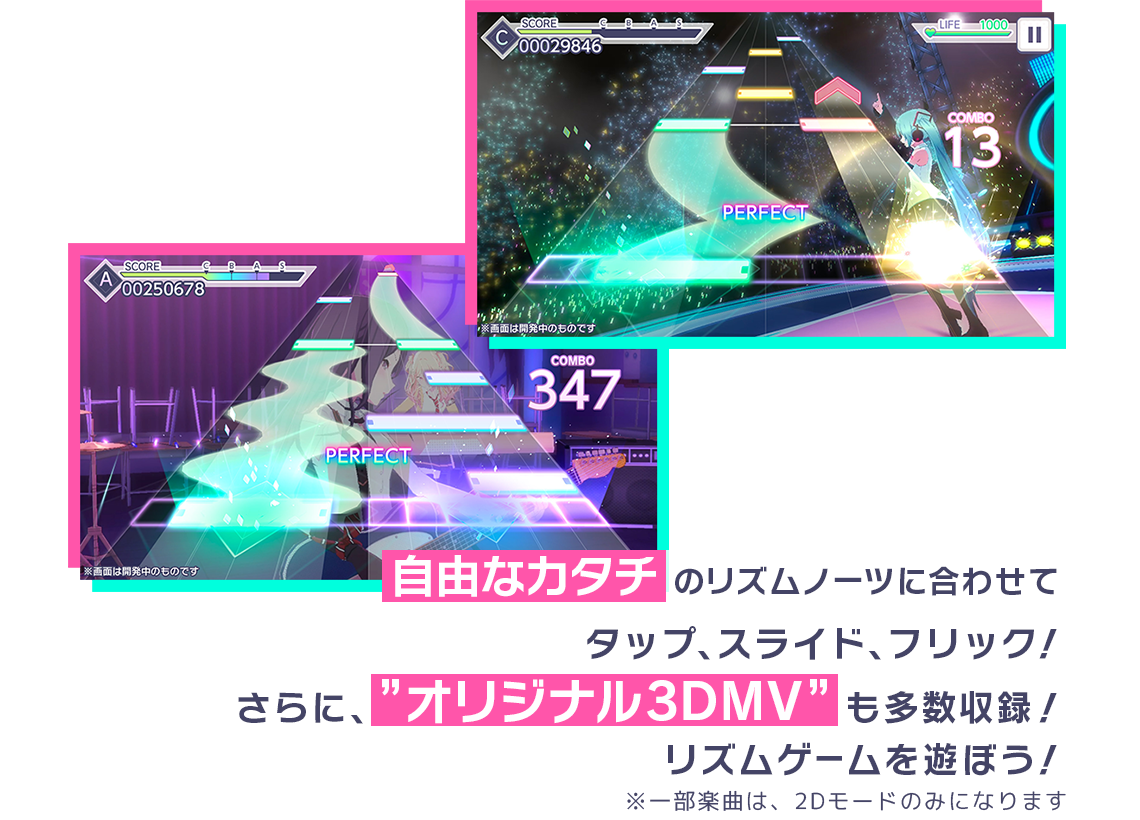 SCORE C B A S
C 00029846
LIFE 1000
COMBO
13
PERFECT
※画面は開発中のものです
SCORE C B A S
A 00250678
COMBO
347
PERFECT
※画面は開発中のものです
自由なカタチのリズムノーツに合わせて
タップ、スライド、フリック!
さらに、”オリジナル3DMV”も多数収録!
リズムゲームを遊ぼう!
※一部楽曲は、2Dモードのみになります